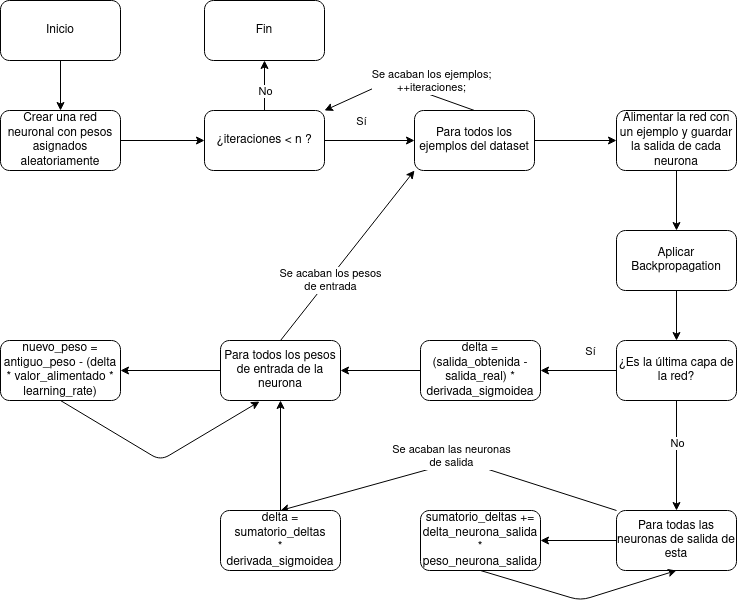 Inicio
Fin
Se acaban los ejemplos;
++iteraciones;
No
Crear una red
neuronal con pesos
asignados
aleatoriamente
¿iteraciones < n ?
Sí
Para todos los
ejemplos del dataset
Alimentar la red con
un ejemplo y guardar
la salida de cada
neurona
Aplicar
Backpropagation
Se acaban los pesos
de entrada
nuevo_peso =
antiguo_peso - (delta
* valor_alimentado *
learning_rate)
Para todos los pesos
de entrada de la
neurona
delta =
(salida_obtenida -
salida_real) *
derivada_sigmoidea
Sí
¿Es la última capa de
la red?
No
Se acaban las neuronas
de salida
delta =
sumatorio_deltas
*
derivada_sigmoidea
sumatorio_deltas +=
delta_neurona_salida
*
peso_neurona_salida
Para todas las
neuronas de salida de
esta